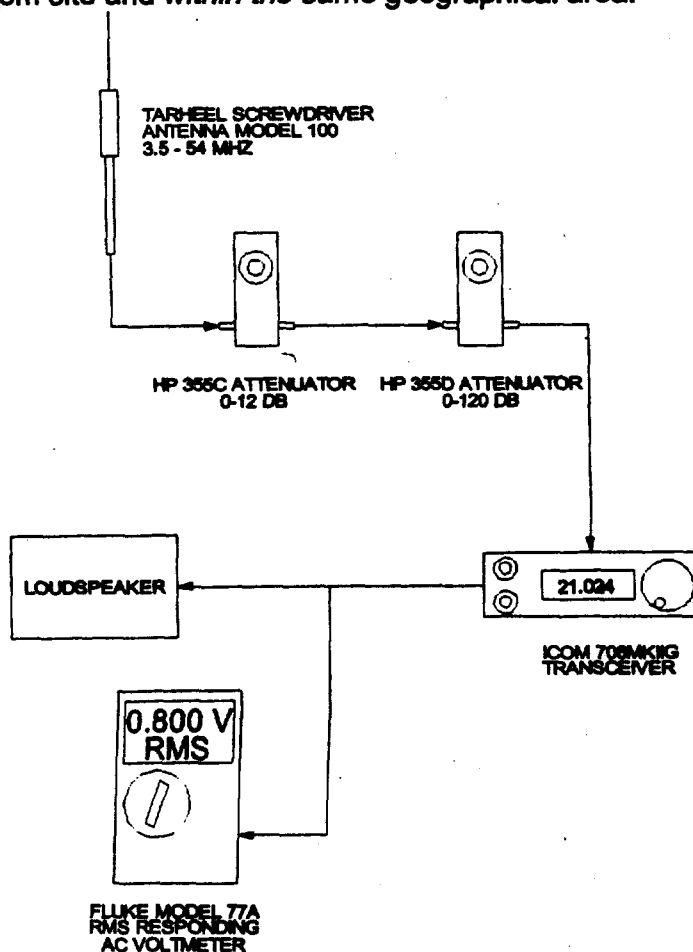 om site and within the same geographical area.
TARHEEL SCREWDRIVER
ANTENNA MODEL 100
3.5 - 54 MHZ
HP 355C ATTENUATOR
0-12 DB
HP 355D ATTENUATOR
0-120 DB
LOUDSPEAKER
21.024
ICOM 706MKIIG
TRANSCEIVER
0.800 V
RMS
FLUKE MODEL 77A
RMS RESPONDING
AC VOLTMETER